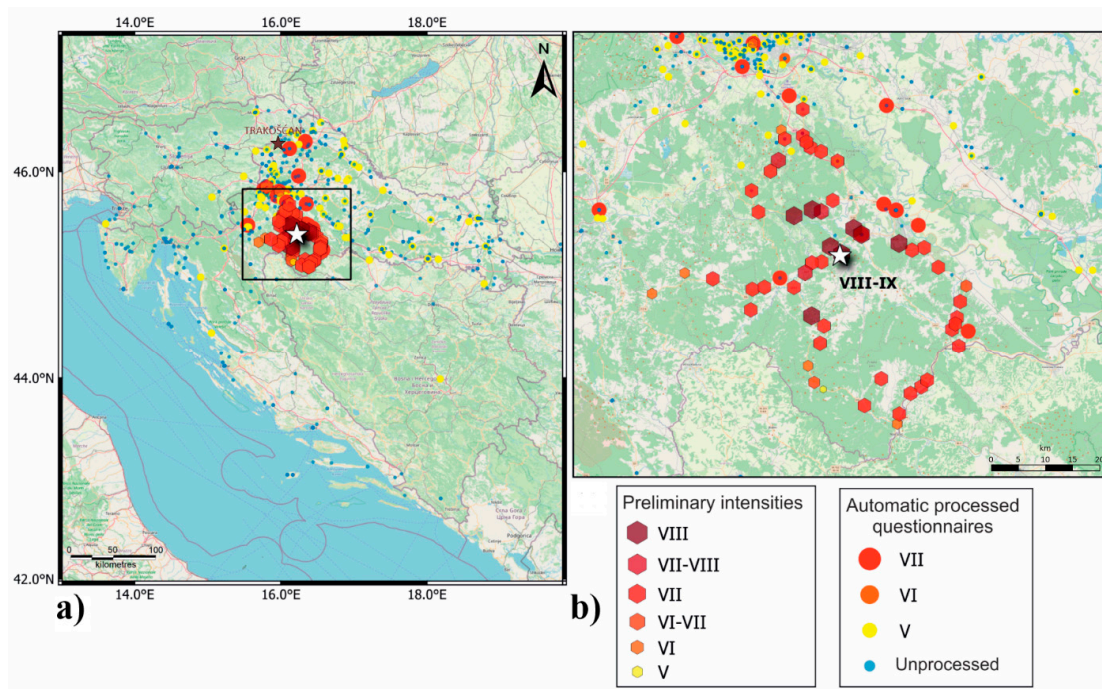 14.0°E 16.0°E 18.0°E
N
TRAKOŠĆAN
46.0°N
44.0°N
42.0°N
0 50 100
kilometres
14.0°E 16.0°E 18.0°E
a)
VIII-IX
km
0 5 10 15 20
b)
Preliminary intensities
VIII
VII-VIII
VII
VI-VII
VI
V
Automatic processed
questionnaires
VII
VI
V
Unprocessed